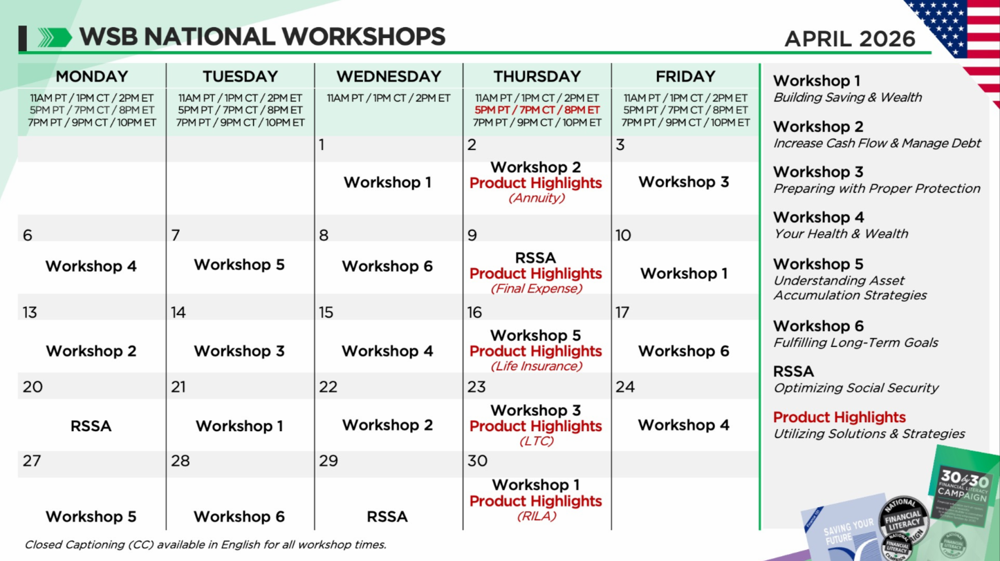 WSB NATIONAL WORKSHOPS
APRIL 2026
MONDAY
11AM PT / 1PM CT / 2PM ET
5PM PT / 7PM CT / 8PM ET
7PM PT / 9PM CT / 10PM ET
TUESDAY
11AM PT / 1PM CT / 2PM ET
5PM PT / 7PM CT / 8PM ET
7PM PT / 9PM CT / 10PM ET
WEDNESDAY
11AM PT / 1PM CT / 2PM ET
THURSDAY
11AM PT / 1PM CT / 2PM ET
5PM PT / 7PM CT / 8PM ET
7PM PT / 9PM CT / 10PM ET
FRIDAY
11AM PT / 1PM CT / 2PM ET
5PM PT / 7PM CT / 8PM ET
7PM PT / 9PM CT / 10PM ET
1
Workshop 1
2
Workshop 2
Product Highlights
(Annuity)
3
Workshop 3
6
Workshop 4
7
Workshop 5
8
Workshop 6
9
RSSA
Product Highlights
(Final Expense)
10
Workshop 1
13
Workshop 2
14
Workshop 3
15
Workshop 4
16
Workshop 5
Product Highlights
(Life Insurance)
17
Workshop 6
20
RSSA
21
Workshop 1
22
Workshop 2
23
Workshop 3
Product Highlights
(LTC)
24
Workshop 4
27
Workshop 5
28
Workshop 6
29
RSSA
30
Workshop 1
Product Highlights
(RILA)
Closed Captioning (CC) available in English for all workshop times.
Workshop 1
Building Saving & Wealth
Workshop 2
Increase Cash Flow & Manage Debt
Workshop 3
Preparing with Proper Protection
Workshop 4
Your Health & Wealth
Workshop 5
Understanding Asset
Accumulation Strategies
Workshop 6
Fulfilling Long-Term Goals
RSSA
Optimizing Social Security
Product Highlights
Utilizing Solutions & Strategies
30 by 30
FINANCIAL LITERACY
CAMPAIGN
SAVING YOUR
FUTURE
NATIONAL
FINANCIAL
LITERACY
NATIONAL
FINANCIAL
LITERACY
CAMPAIGN